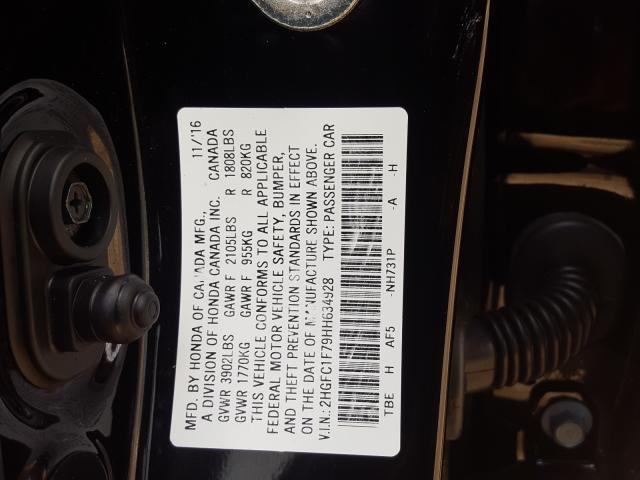 MFD. BY HONDA OF CANADA MFG., 11/16
A DIVISION OF HONDA CANADA INC. CANADA
GVWR 3902LBS GAWR F 2105LBS R 1808LBS
GVWR 1770KG GAWR F 955KG R 820KG
THIS VEHICLE CONFORMS TO ALL APPLICABLE
FEDERAL MOTOR VEHICLE SAFETY, BUMPER,
AND THEFT PREVENTION STANDARDS IN EFFECT
ON THE DATE OF MANUFACTURE SHOWN ABOVE.
V.I.N.: 2HGFC1F79HH634928 TYPE: PASSENGER CAR
TBE H AF5 -NH731P -A -H